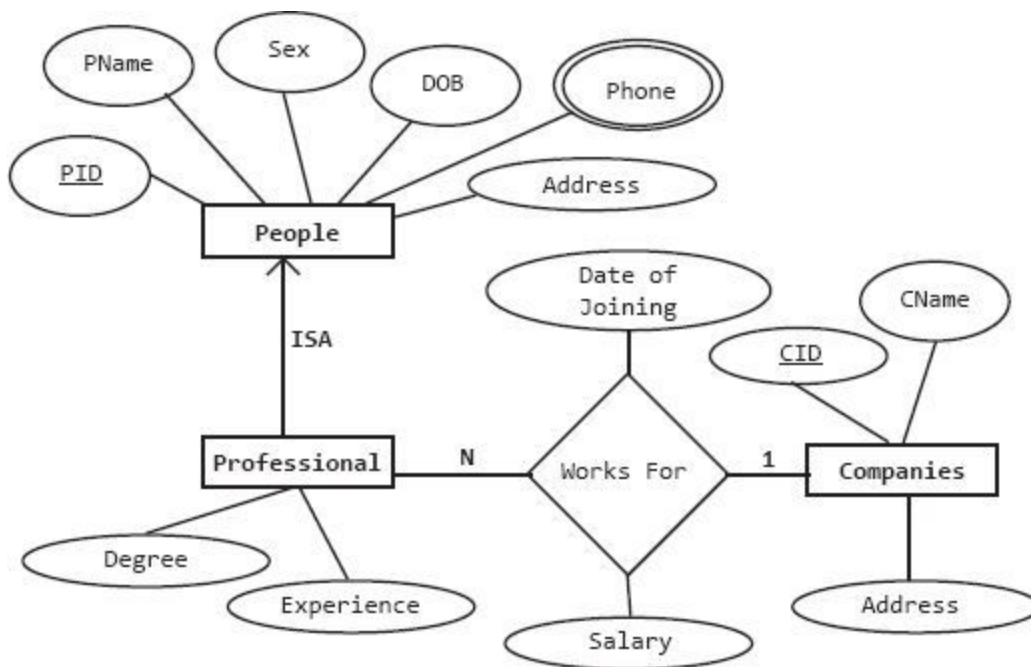 Sex
PName
DOB
Phone
PID
Address
People
Date of
Joining
CName
ISA
CID
Professional
N
Works For
1
Companies
Degree
Experience
Address
Salary